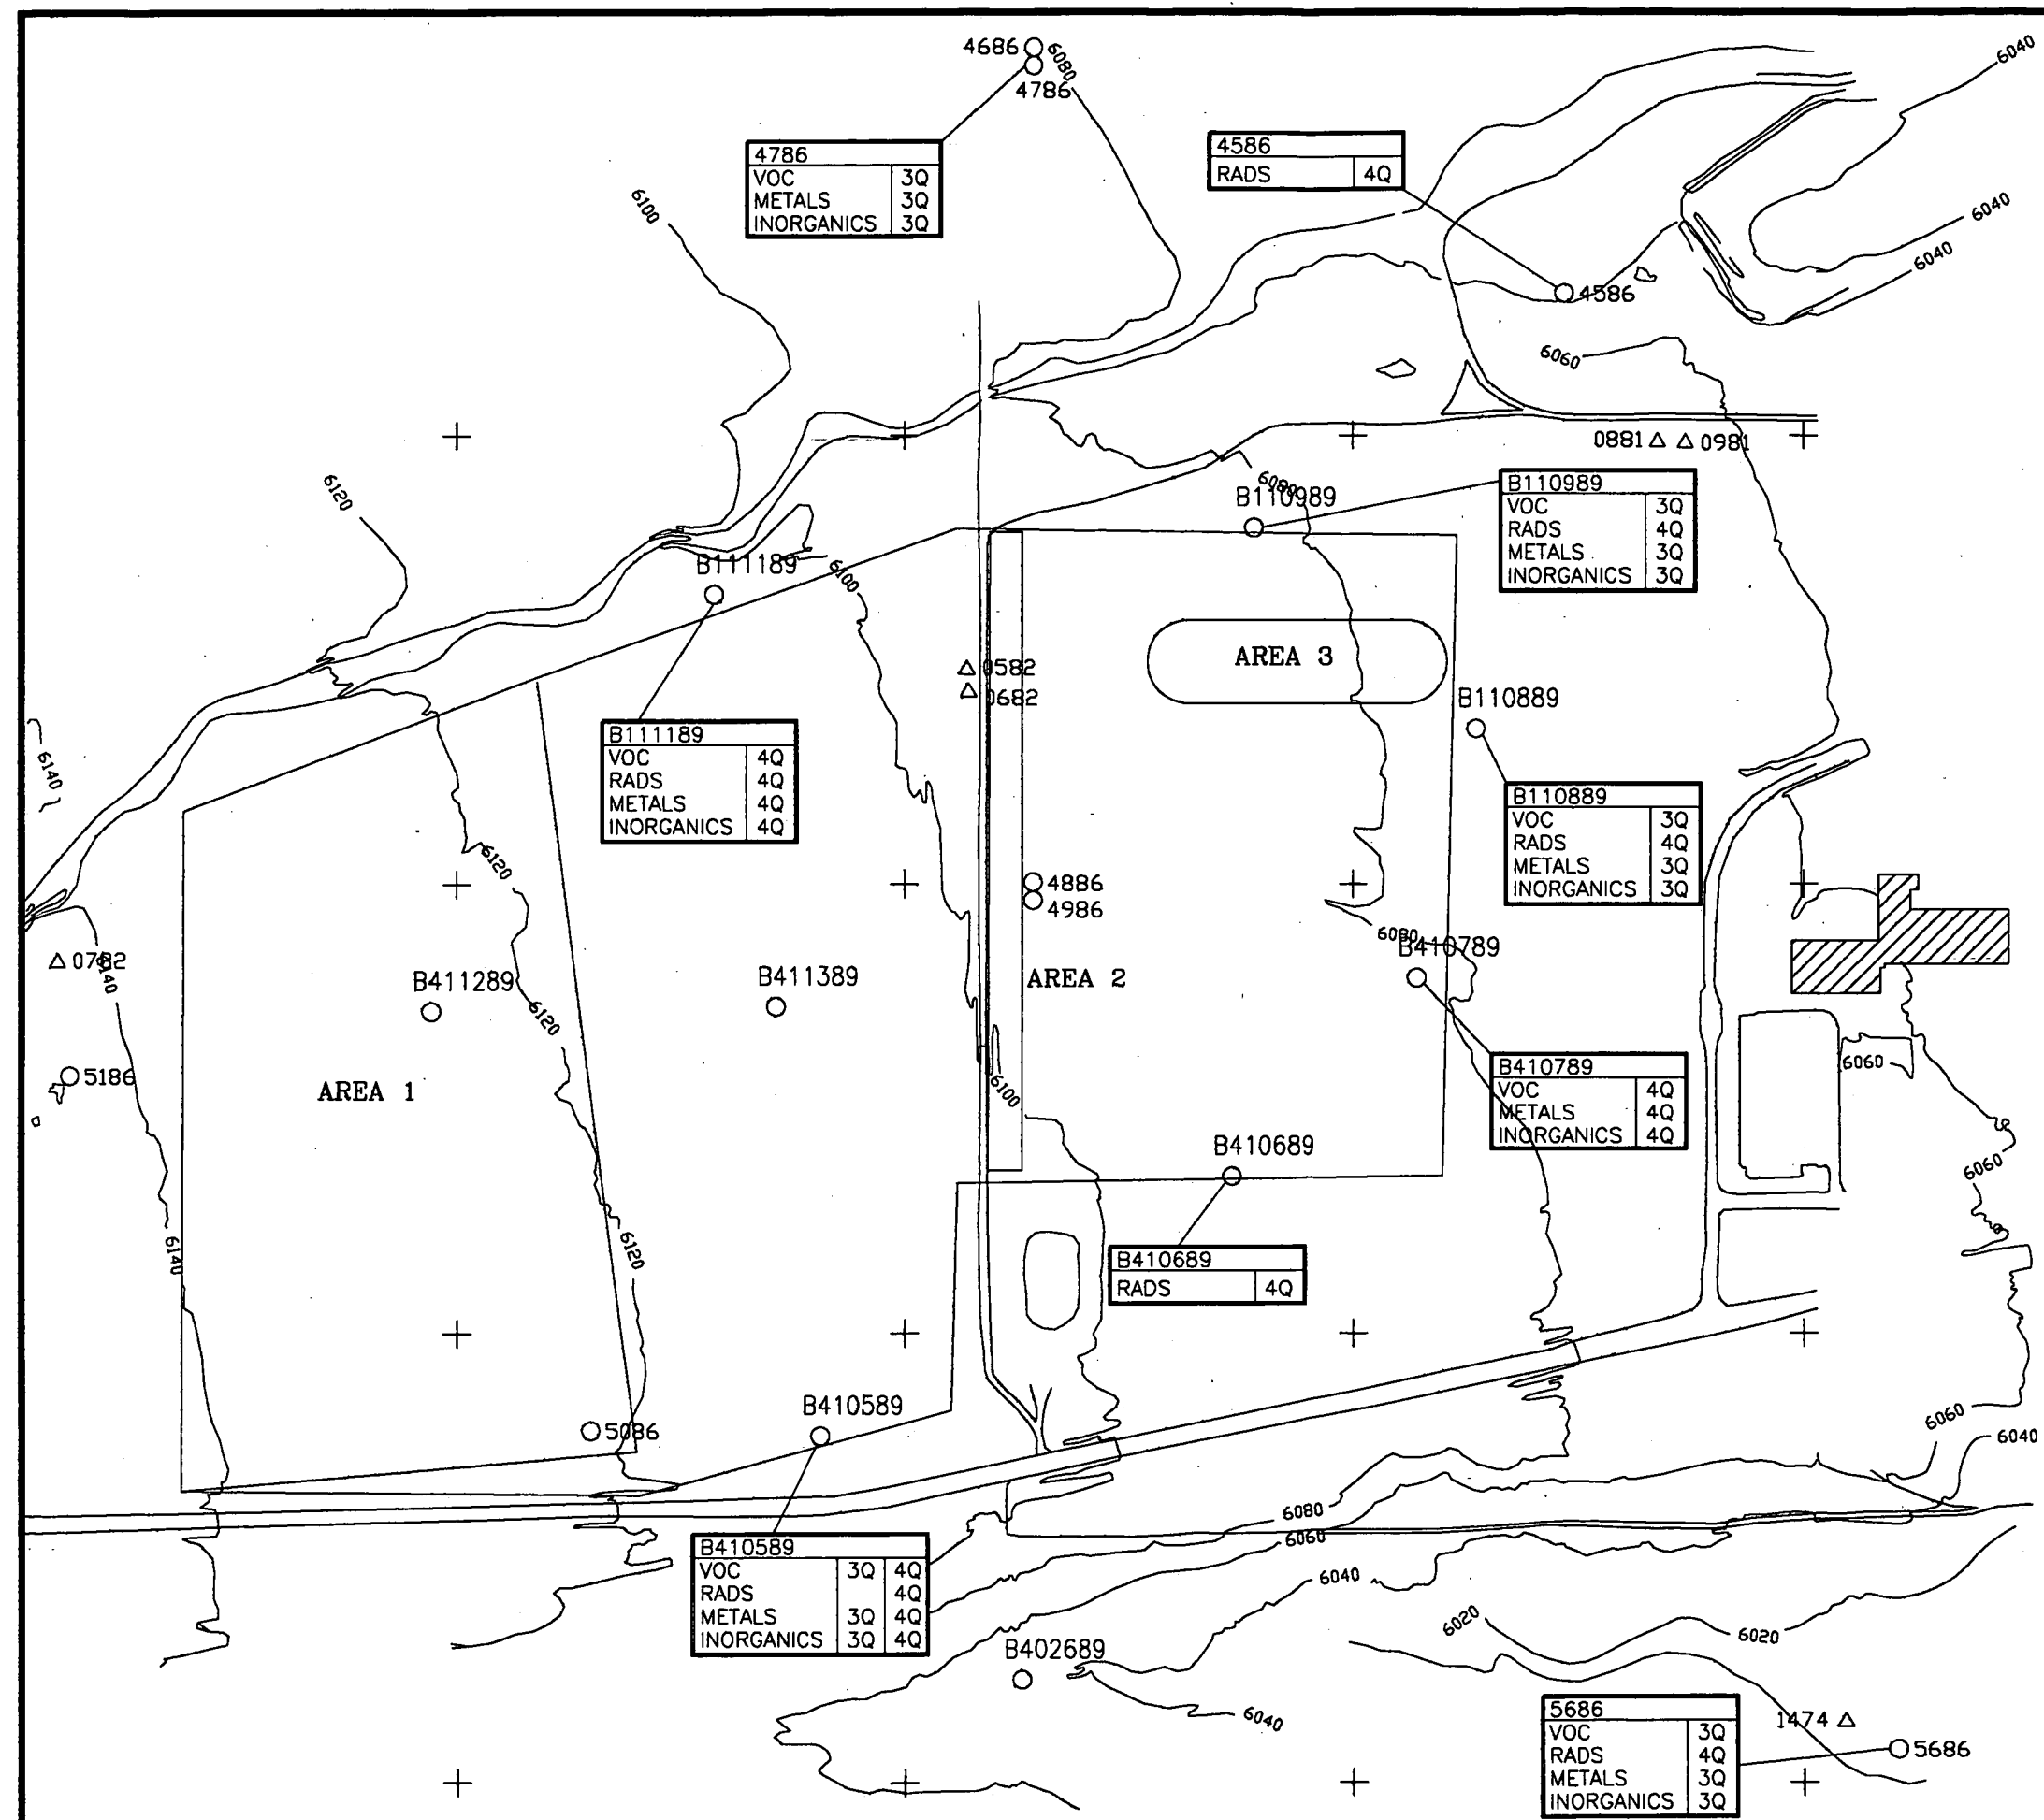 4686
6080
4786
6040
4786
VOC 3Q
METALS 3Q
INORGANICS 3Q
4586
RADS 4Q
6100
6040
6040
4586
6060
0881 0981
6120
6080
B110989
B110989
VOC 3Q
RADS 4Q
METALS 3Q
INORGANICS 3Q
B111189
6100
AREA 3
0582
0682
B110889
B111189
VOC 4Q
RADS 4Q
METALS 4Q
INORGANICS 4Q
6140
B110889
VOC 3Q
RADS 4Q
METALS 3Q
INORGANICS 3Q
6120
4886
4986
6080
B410789
0782
6140
B411289
B411389
AREA 2
6120
5186
AREA 1
6100
6060
B410789
VOC 4Q
METALS 4Q
INORGANICS 4Q
B410689
6060
6140
6120
B410689
RADS 4Q
5086
B410589
6060
6040
6080
6060
B410589
VOC 3Q 4Q
RADS 4Q
METALS 3Q 4Q
INORGANICS 3Q 4Q
6040
6020
6020
B402689
6040
5686
VOC 3Q
RADS 4Q
METALS 3Q
INORGANICS 3Q
1474
5686